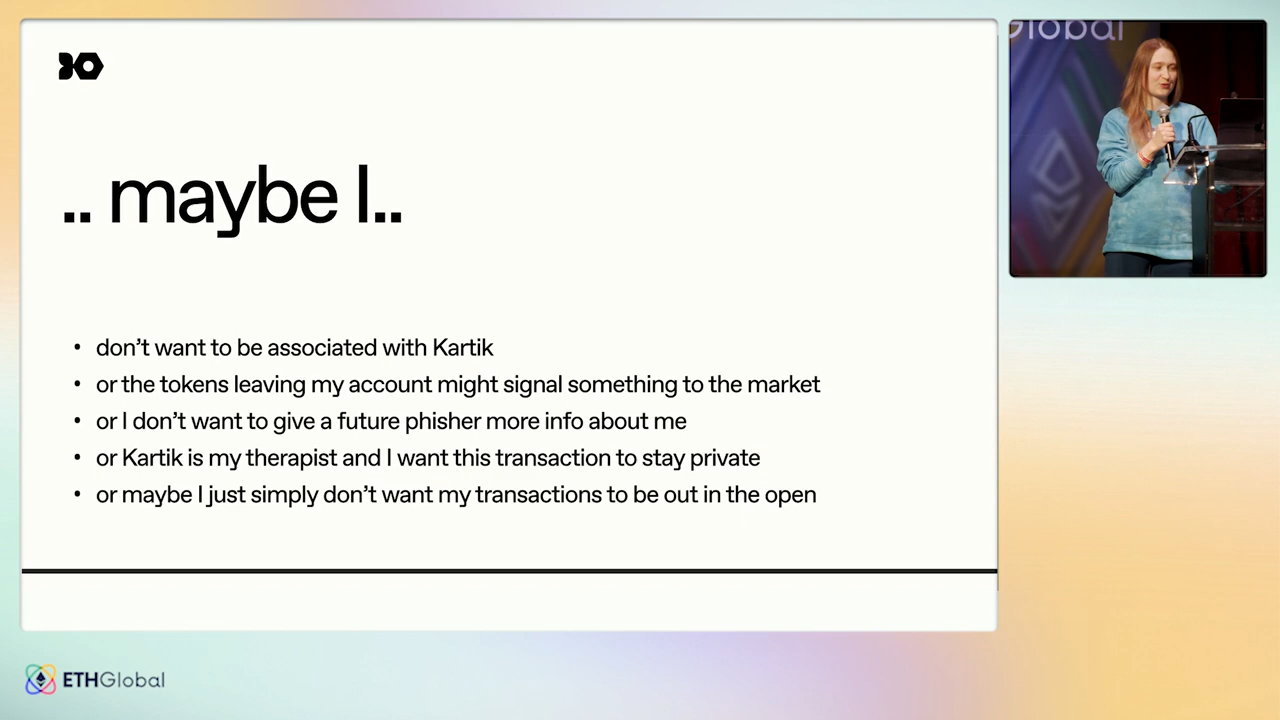 .. maybe I..
• don't want to be associated with Kartik
• or the tokens leaving my account might signal something to the market
• or I don't want to give a future phisher more info about me
• or Kartik is my therapist and I want this transaction to stay private
• or maybe I just simply don't want my transactions to be out in the open
Global
ETHGlobal